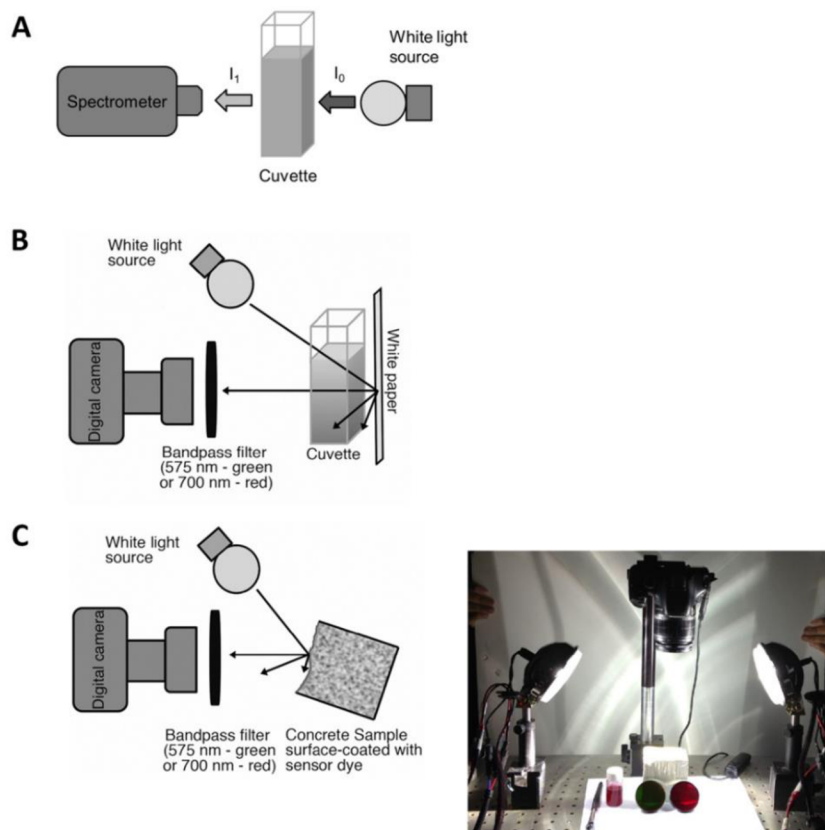 A
White light
source
I1
I0
Spectrometer
Cuvette
B
White light
source
Digital camera
White paper
Bandpass filter
(575 nm - green
or 700 nm - red)
Cuvette
C
White light
source
Digital camera
Bandpass filter
(575 nm - green
or 700 nm - red)
Concrete Sample
surface-coated with
sensor dye